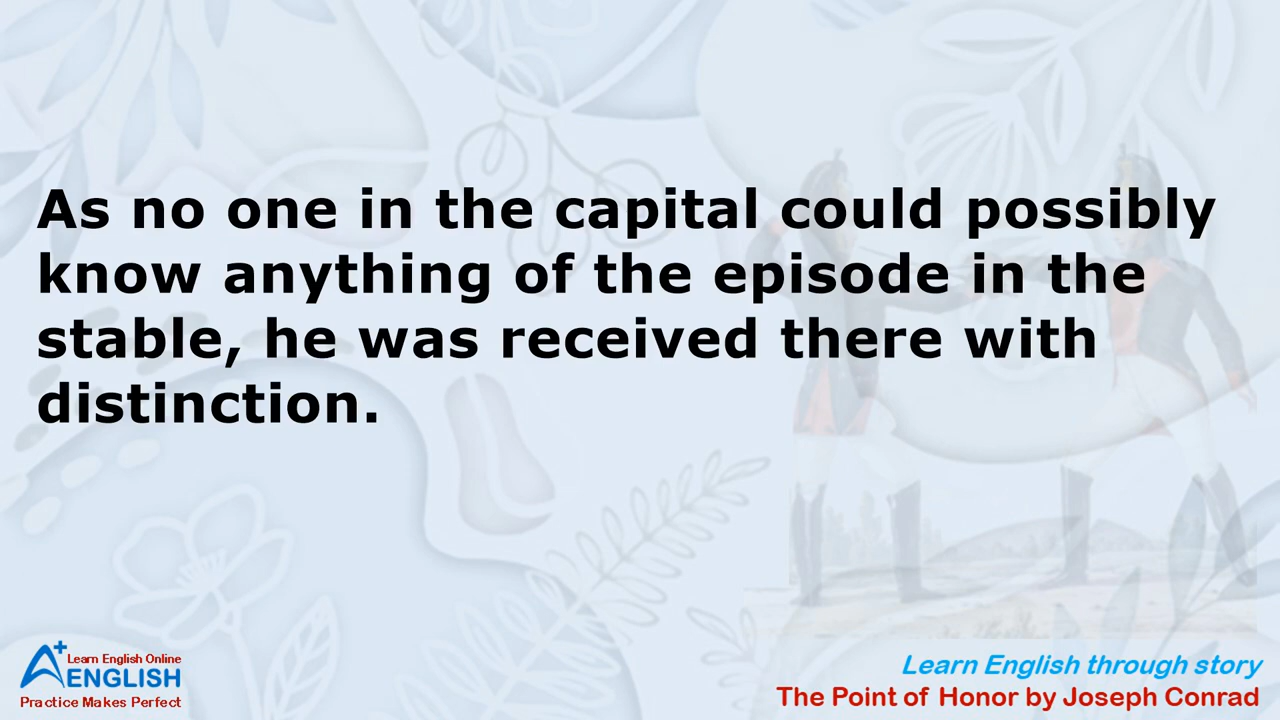 As no one in the capital could possibly
know anything of the episode in the
stable, he was received there with
distinction.
A+ Learn English Online
ENGLISH
Practice Makes Perfect
Learn English through story
The Point of Honor by Joseph Conrad